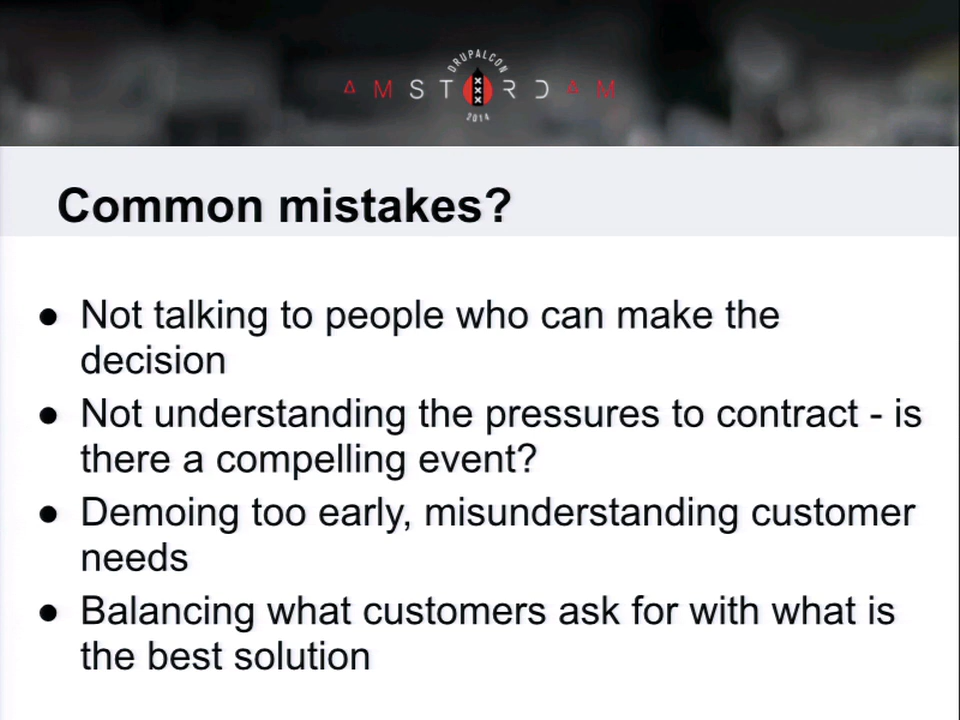 DRUPALCON
AMSTERDAM
2014
Common mistakes?
● Not talking to people who can make the
decision
● Not understanding the pressures to contract - is
there a compelling event?
● Demoing too early, misunderstanding customer
needs
● Balancing what customers ask for with what is
the best solution